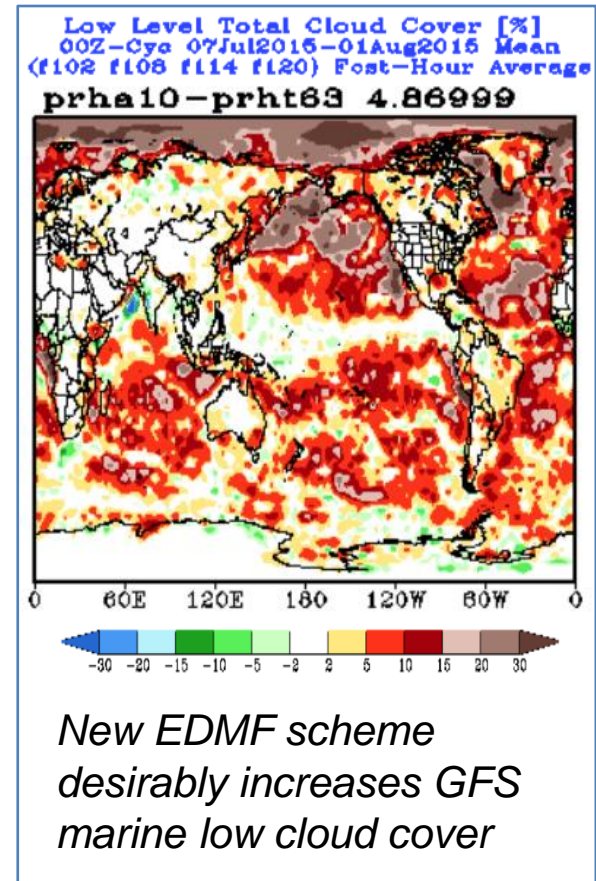 Low Level Total Cloud Cover [%]
00Z-Cyc 07Jul2015-01Aug2015 Mean
(f102 f108 f114 f120) Fcst-Hour Average
prha10-prht63 4.86999
0 60E 120E 180 120W 60W 0
-30 -20 -15 -10 -5 -2 2 5 10 15 20 30
New EDMF scheme
desirably increases GFS
marine low cloud cover